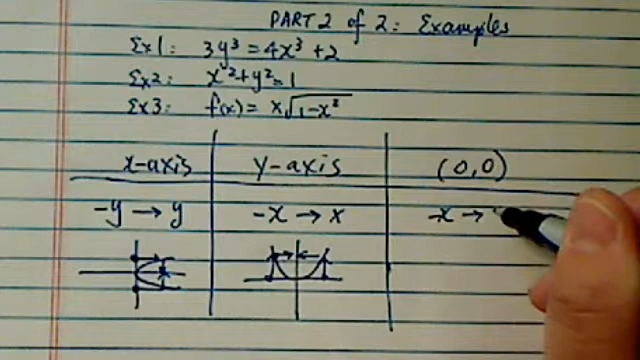 PART 2 of 2: Examples
Ex1: 3y³ = 4x³ + 2
Ex2: x² + y² = 1
Ex3: f(x) = x√1-x²
x-axis y-axis (0,0)
-y → y -x → x -x →